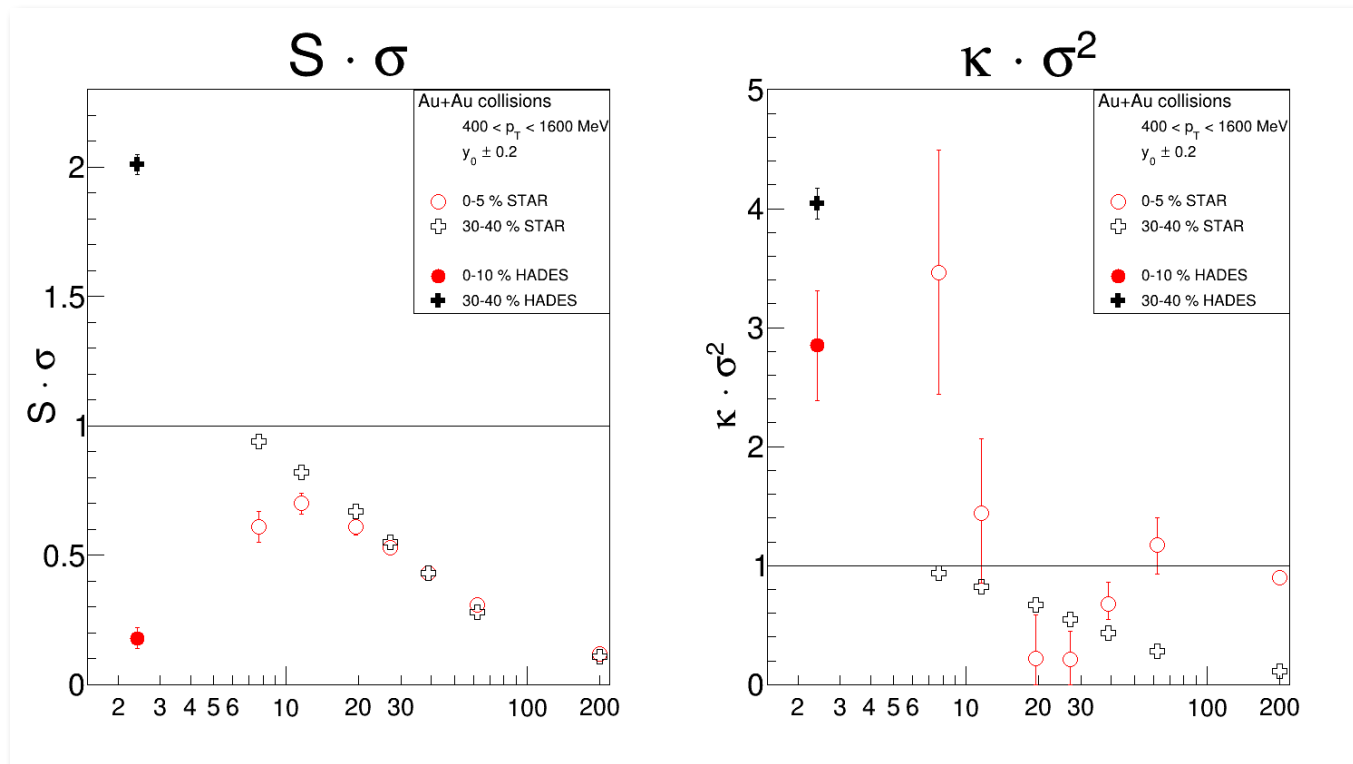 S · σ
Au+Au collisions
400 < p_T < 1600 MeV
y_0 ± 0.2
0-5 % STAR
30-40 % STAR
0-10 % HADES
30-40 % HADES
S · σ
2
1.5
1
0.5
0
2 3 4 5 6 10 20 30 100 200
κ · σ²
Au+Au collisions
400 < p_T < 1600 MeV
y_0 ± 0.2
0-5 % STAR
30-40 % STAR
0-10 % HADES
30-40 % HADES
κ · σ²
5
4
3
2
1
0
2 3 4 5 6 10 20 30 100 200